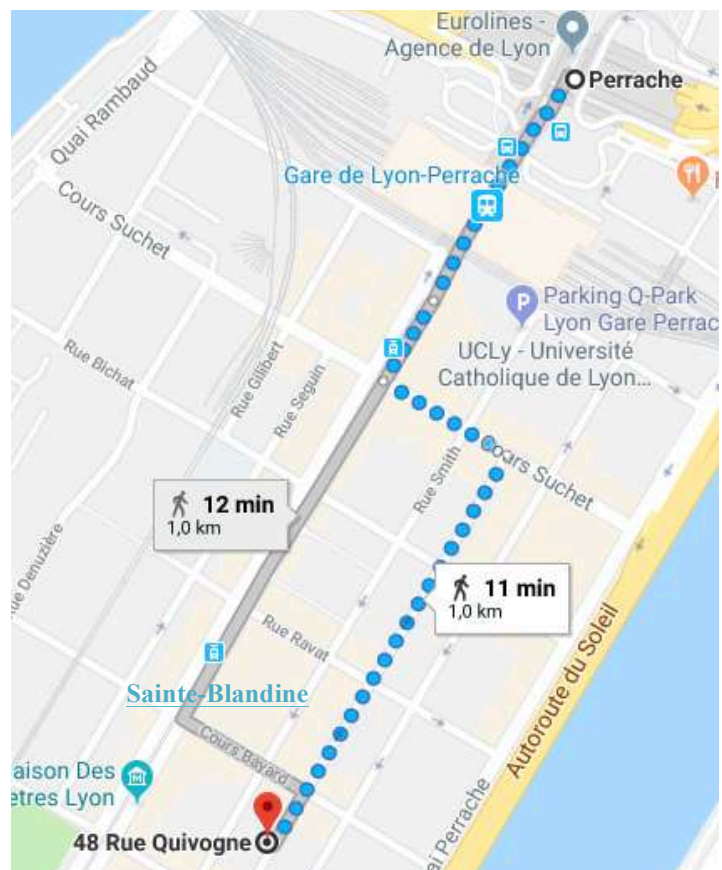 Eurolines -
Agence de Lyon
Perrache
Quai Rambaud
Gare de Lyon-Perrache
Cours Suchet
Parking Q-Park
Lyon Gare Perrac
P
UCLy - Université
Catholique de Lyon...
Rue Bichat
Rue Gilibert
Rue Seguin
Cours Suchet
Rue Smith
12 min
1,0 km
11 min
1,0 km
Rue Denuzière
Rue Ravat
Autoroute du Soleil
Sainte-Blandine
Cours Bayard
aison Des
etres Lyon
ai Perrache
48 Rue Quivogne